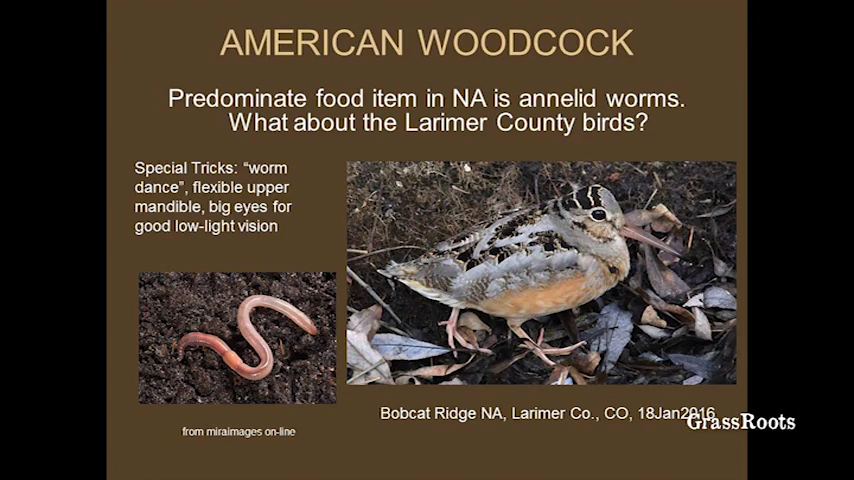 AMERICAN WOODCOCK
Predominate food item in NA is annelid worms.
What about the Larimer County birds?
Special Tricks: “worm
dance”, flexible upper
mandible, big eyes for
good low-light vision
from miraimages on-line
Bobcat Ridge NA, Larimer Co., CO, 18Jan2016
GrassRoots